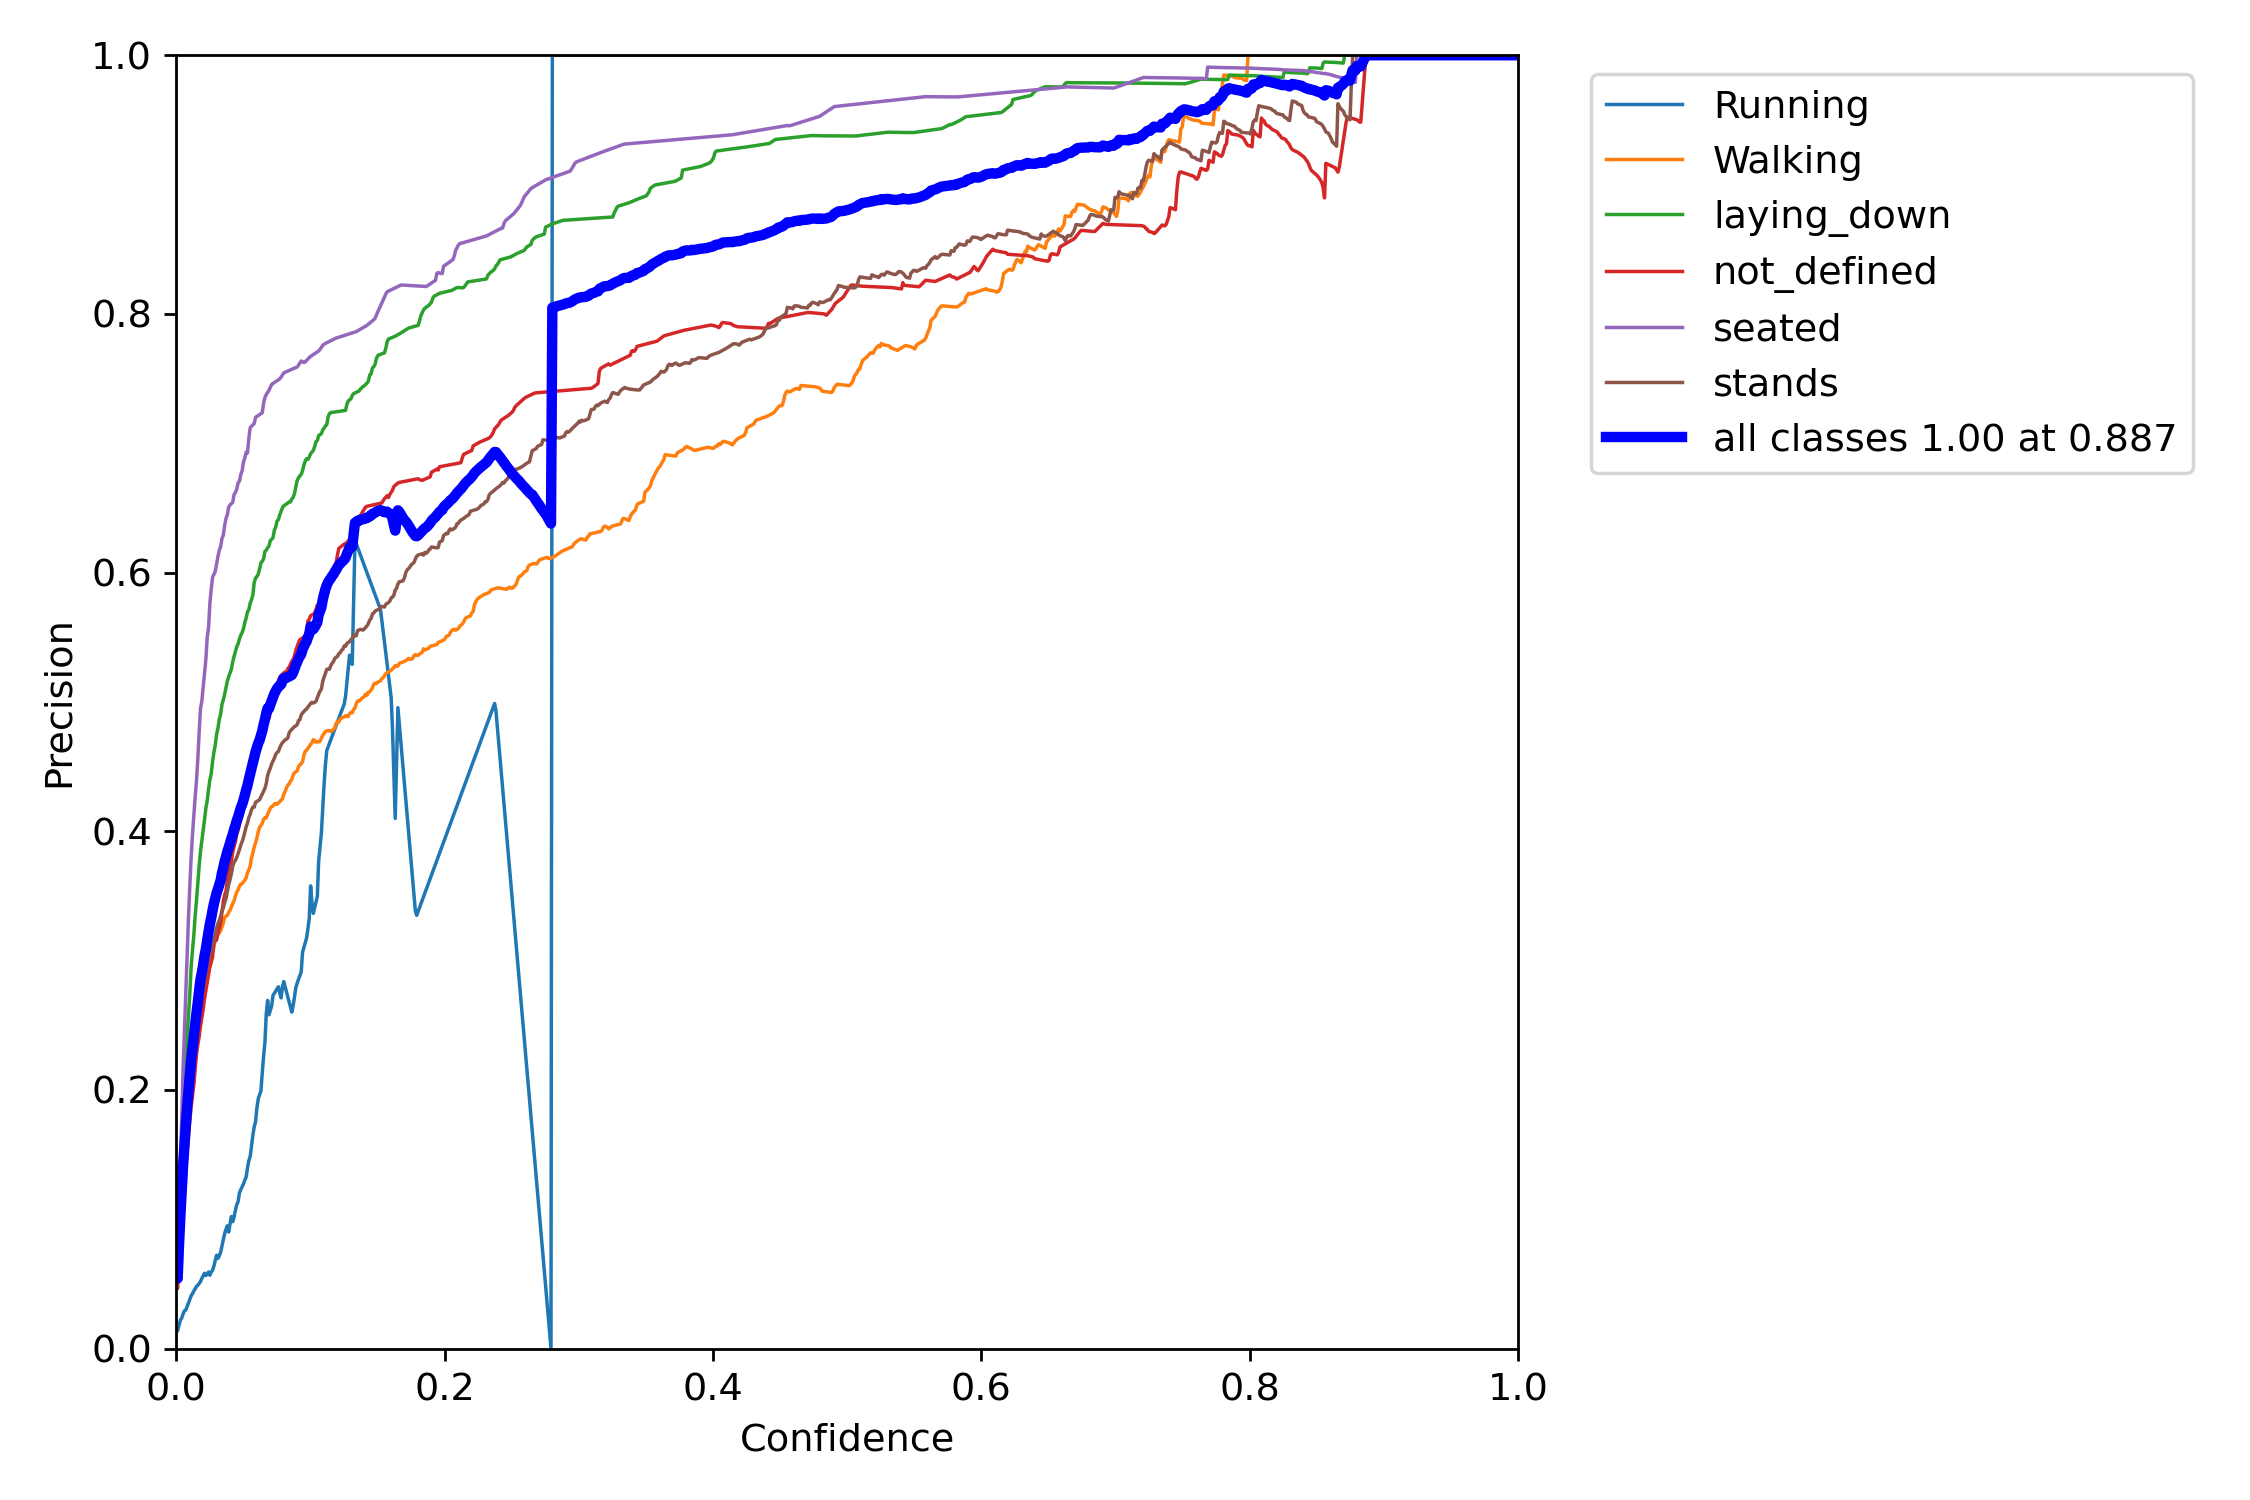 1.0
0.8
0.6
0.4
0.2
0.0
Precision
0.0 0.2 0.4 0.6 0.8 1.0
Confidence
Running
Walking
laying_down
not_defined
seated
stands
all classes 1.00 at 0.887